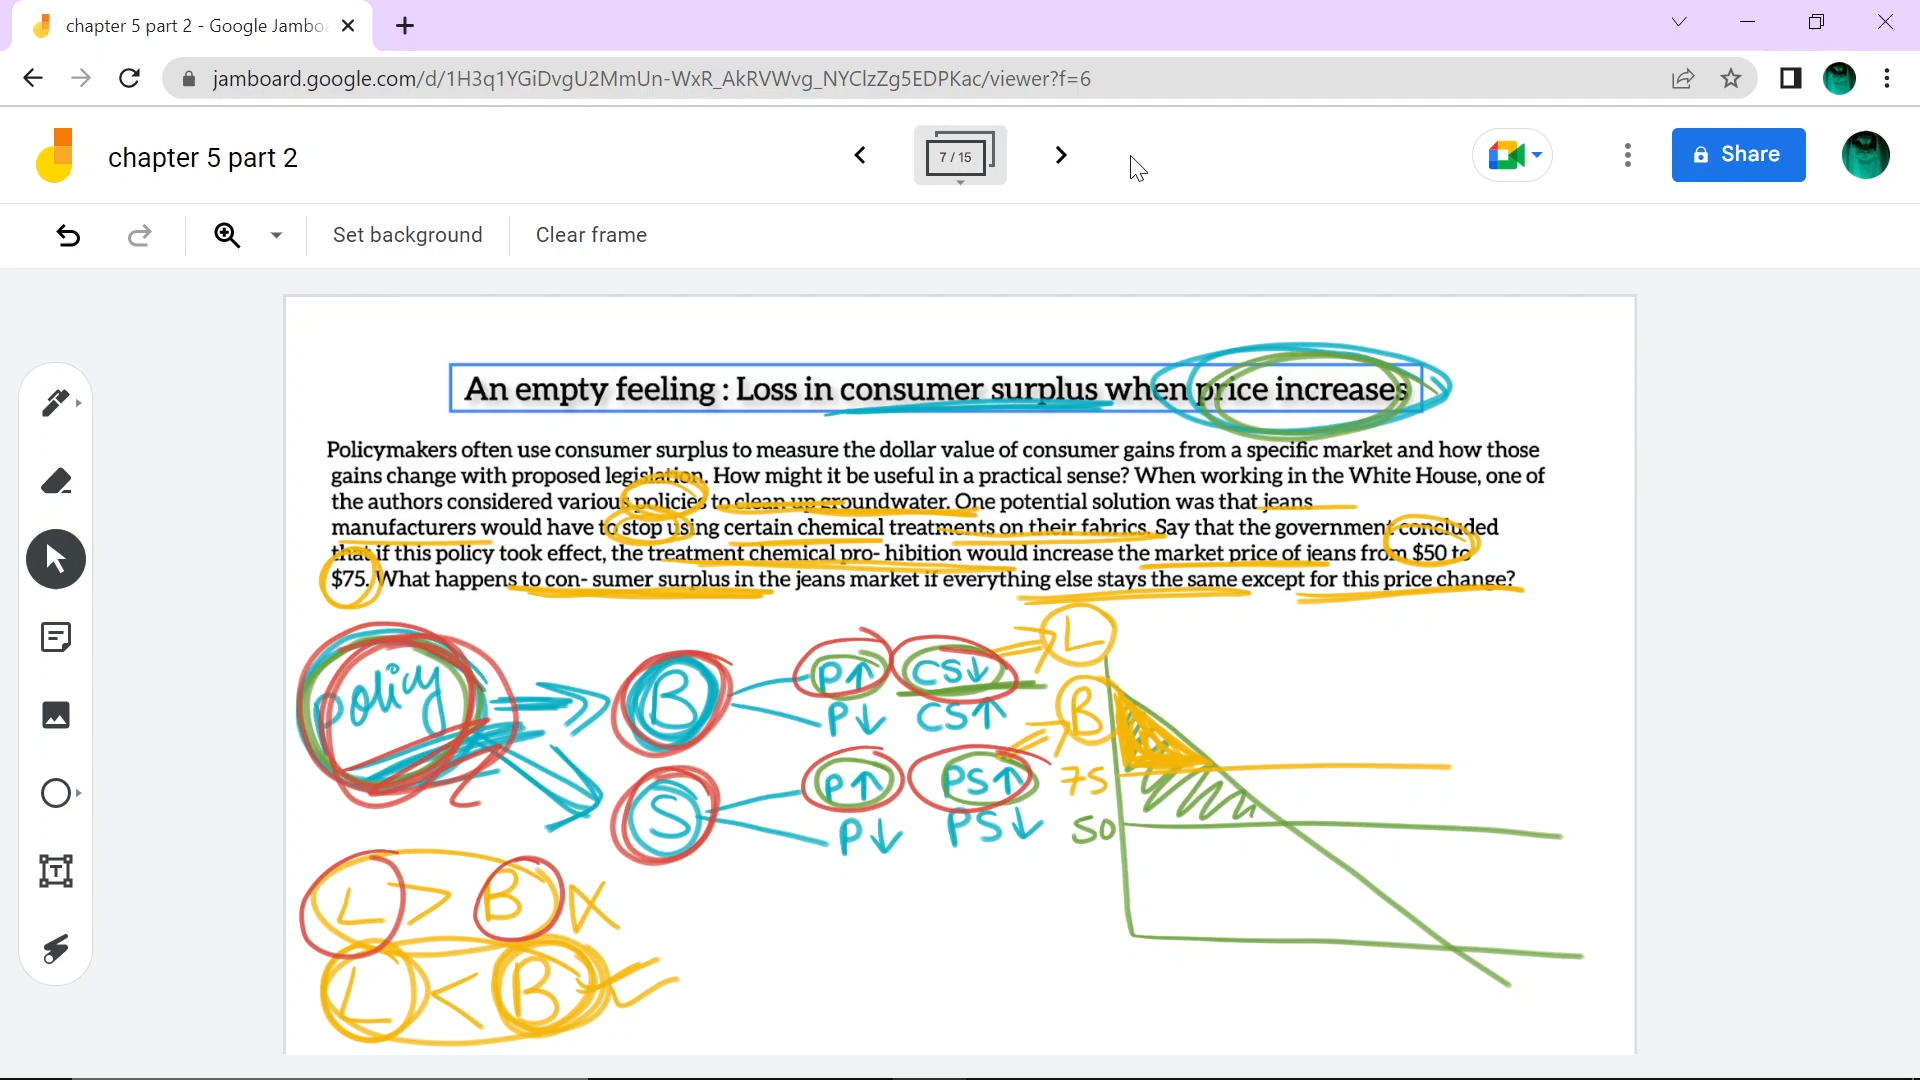 chapter 5 part 2 - Google Jambo
jamboard.google.com/d/1H3q1YGiDvgU2MmUn-WxR_AkRVWvg_NYClzZg5EDPKac/viewer?f=6
chapter 5 part 2
7 / 15
Share
Set background
Clear frame
An empty feeling : Loss in consumer surplus when price increases
Policymakers often use consumer surplus to measure the dollar value of consumer gains from a specific market and how those
gains change with proposed legislation. How might it be useful in a practical sense? When working in the White House, one of
the authors considered various policies to clean up groundwater. One potential solution was that jeans
manufacturers would have to stop using certain chemical treatments on their fabrics. Say that the government concluded
that if this policy took effect, the treatment chemical pro- hibition would increase the market price of jeans from $50 to
$75. What happens to con- sumer surplus in the jeans market if everything else stays the same except for this price change?
policy
B
P↑ CS↓
P↓ CS↑
L
B
S
P↑ PS↑
P↓ PS↓
75
50
L > B X
L < B ✓
T